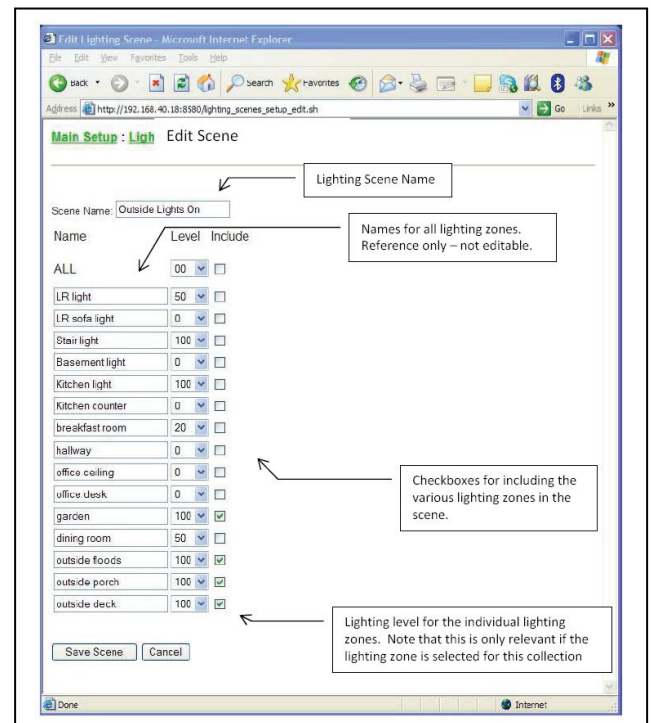 Edit Lighting Scene - Microsoft Internet Explorer
File Edit View Favorites Tools Help
Back Search Favorites
Address http://192.168.40.18:8580/lighting_scenes_setup_edit.sh Go Links »
Main Setup : Ligh Edit Scene
Lighting Scene Name
Scene Name: Outside Lights On
Names for all lighting zones.
Reference only – not editable.
Name Level Include
ALL 00
LR light 50
LR sofa light 0
Stair light 100
Basement light 0
Kitchen light 100
Kitchen counter 0
breakfast room 20
hallway 0
office ceiling 0
office desk 0
Checkboxes for including the
various lighting zones in the
scene.
garden 100
dining room 50
outside floods 100
outside porch 100
outside deck 100
Lighting level for the individual lighting
zones. Note that this is only relevant if the
lighting zone is selected for this collection
Save Scene Cancel
Done Internet